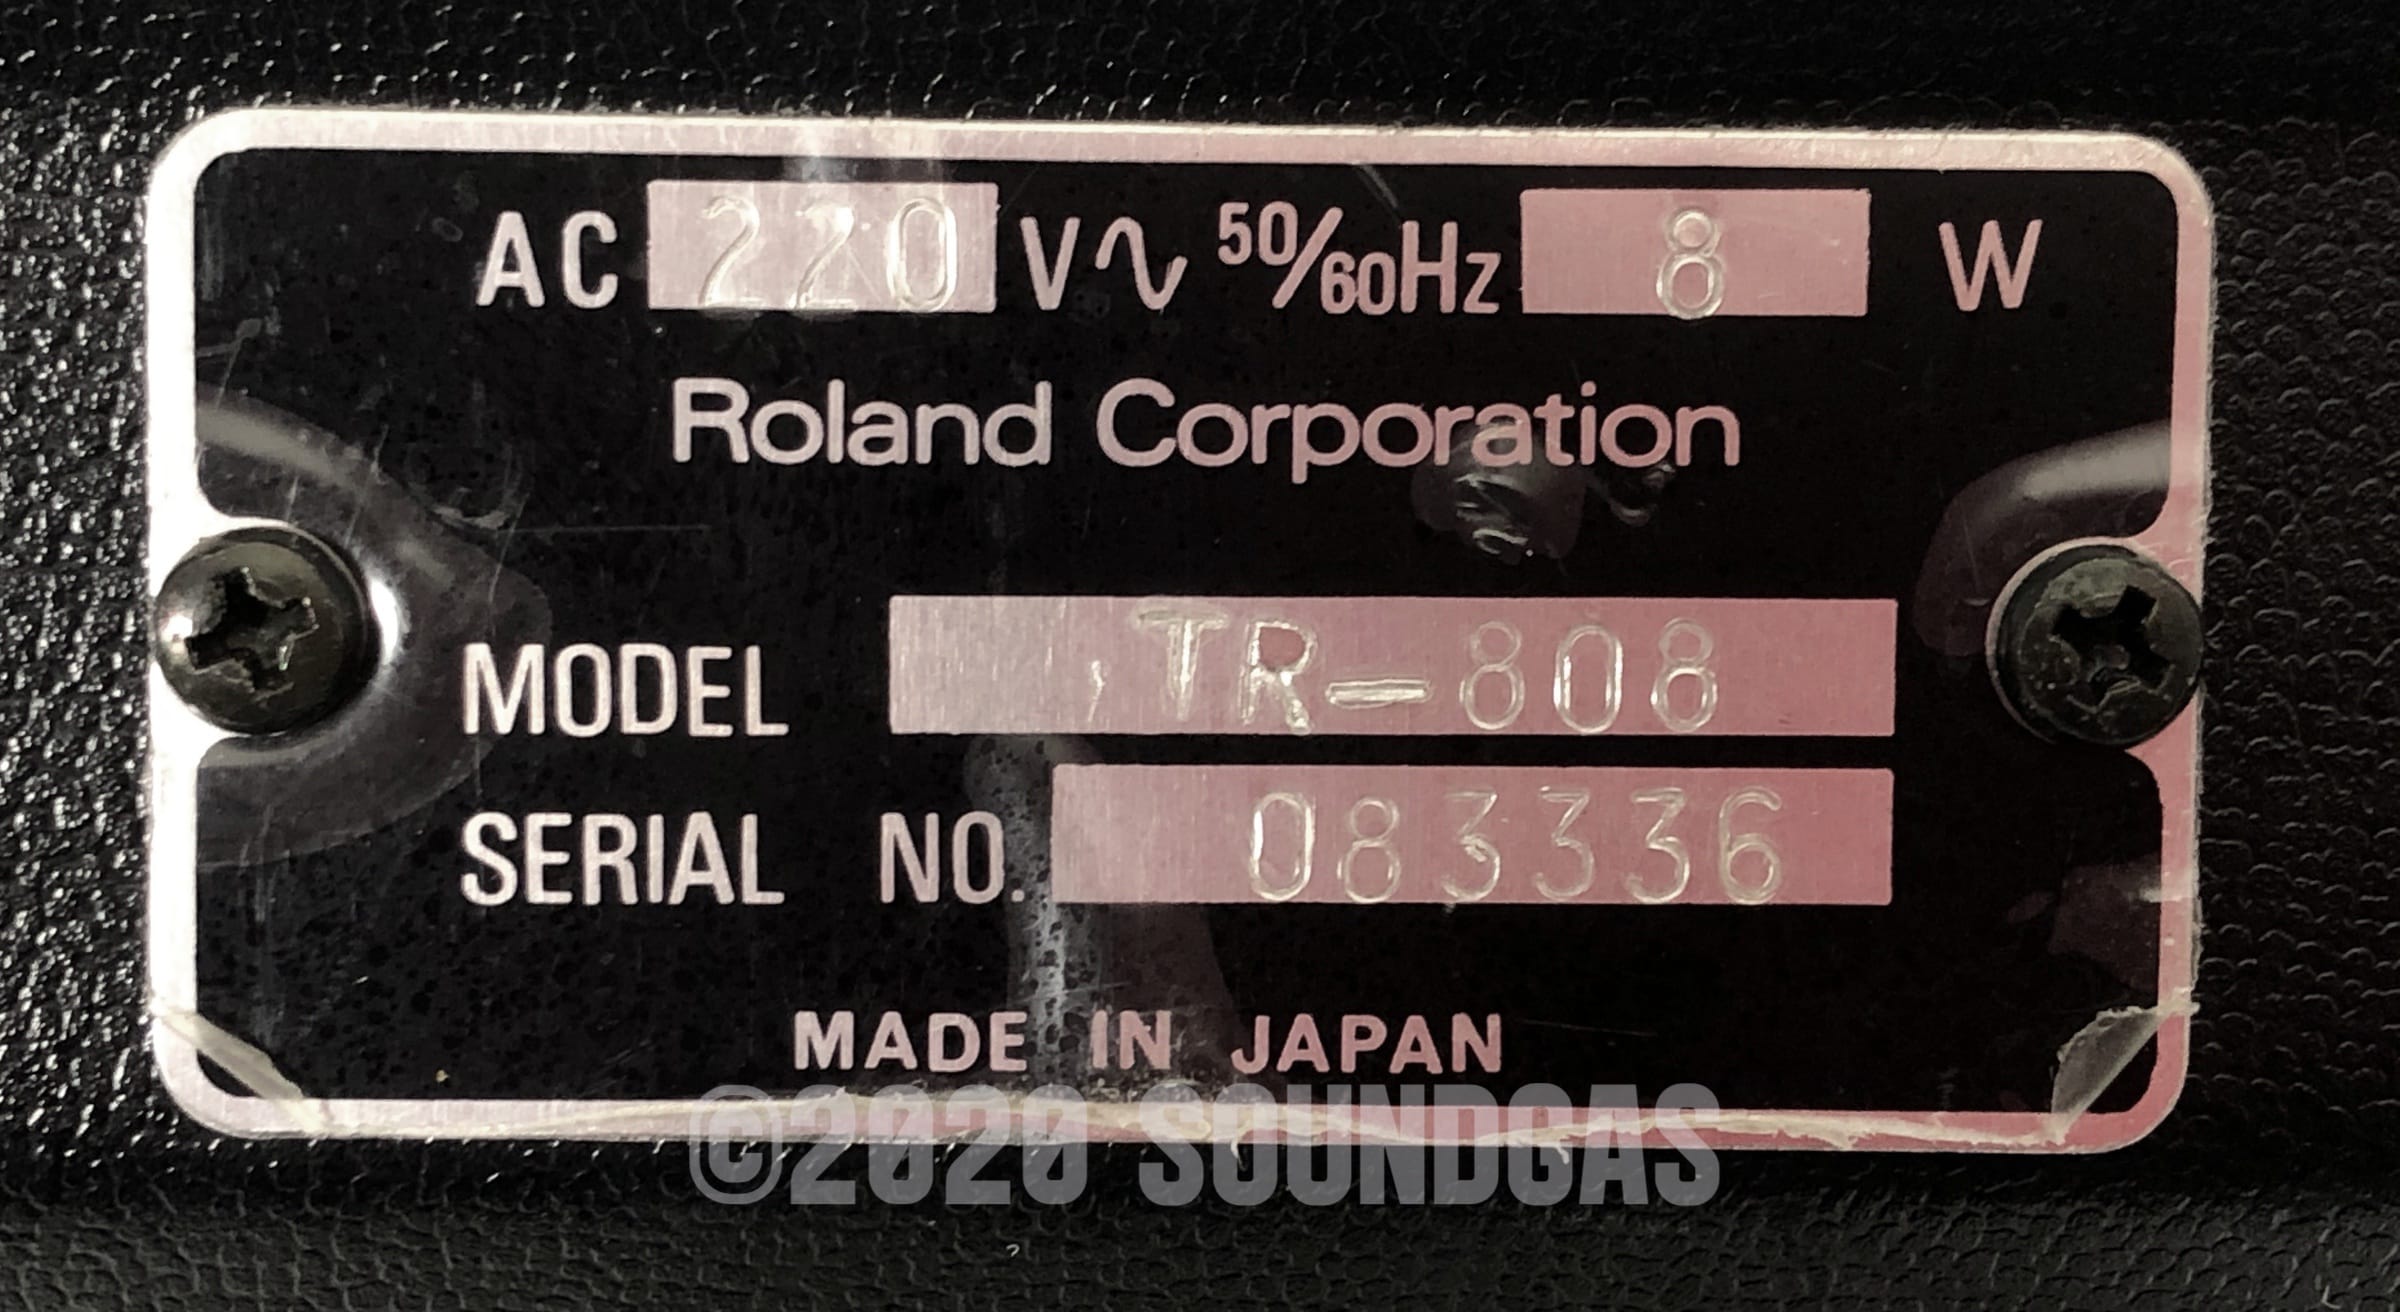 AC 220 V∿ 50/60Hz 8 W
Roland Corporation
MODEL TR-808
SERIAL NO. 083336
MADE IN JAPAN
©2020 SOUNDGAS